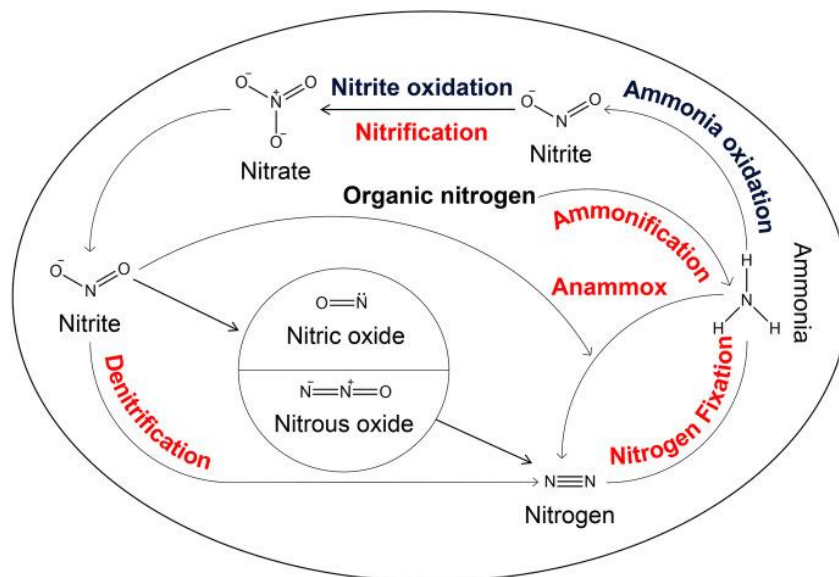 Nitrite oxidation
Nitrification
Ammonia oxidation
O⁻
N⁺
O
O⁻
Nitrate
O⁻
N
O
Nitrite
Organic nitrogen
Ammonification
Anammox
H
N
H
H
Ammonia
O⁻
N
O
Nitrite
O=N̈
Nitric oxide
N⁻=N⁺=O
Nitrous oxide
Denitrification
Nitrogen Fixation
N≡N
Nitrogen